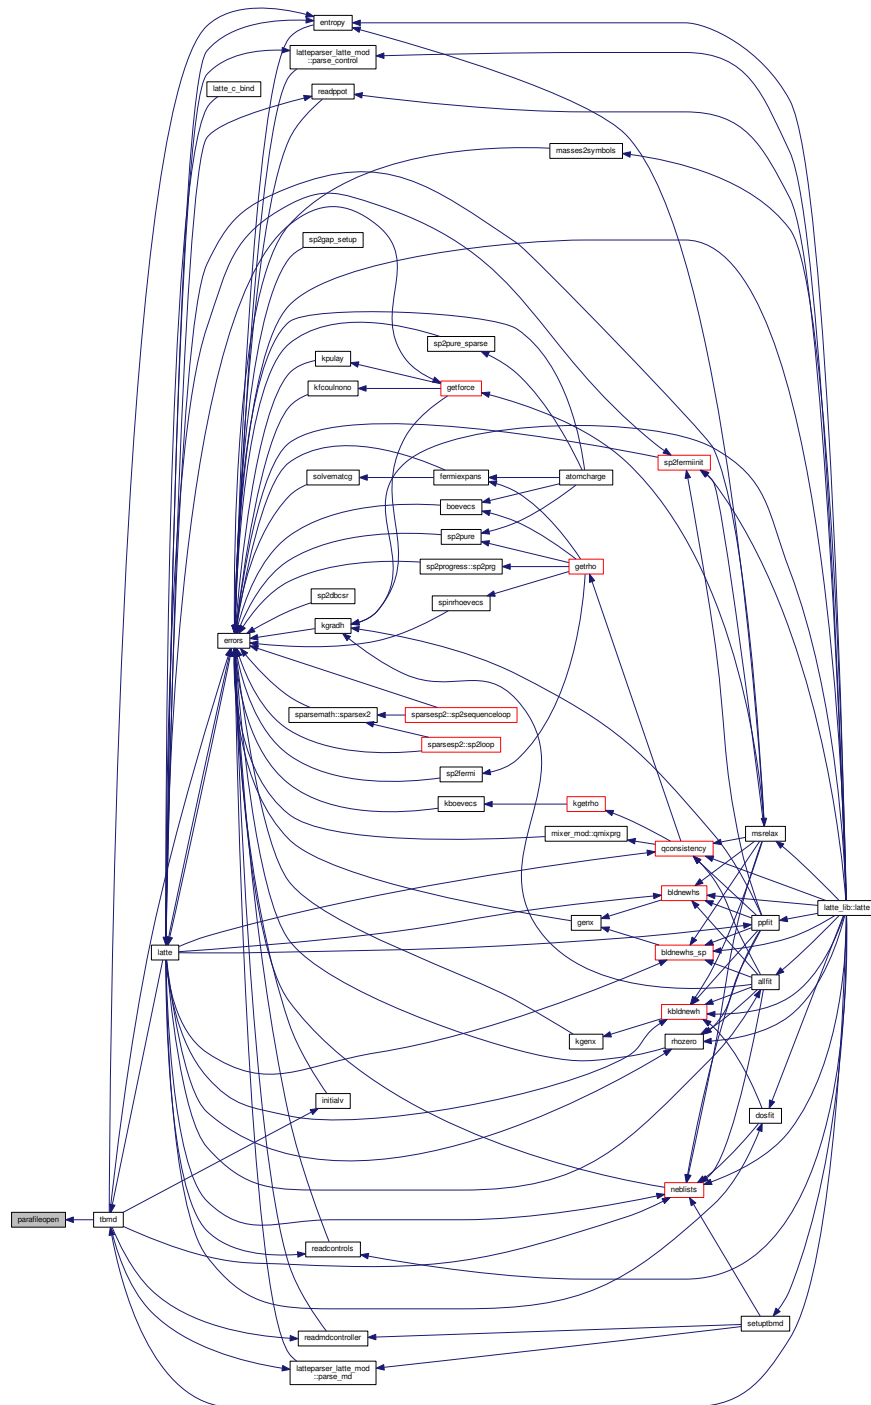 entropy
latteparser_latte_mod
::parse_control
latte_c_bind
readppot
masses2symbols
sp2gap_setup
sp2pure_sparse
kpulay
kfcoulnono
getforce
sp2fermiinit
solvematcg
fermiexpans
atomcharge
boevecs
sp2pure
sp2progress::sp2prg
getrho
sp2dbcsr
spinrhoevecs
kgradh
errors
sparsemath::sparsex2
sparsesp2::sp2sequenceloop
sparsesp2::sp2loop
sp2fermi
kboevecs
kgetrho
mixer_mod::qmixprg
msrelax
qconsistency
bldnewhs
latte_lib::latte
genx
ppfit
latte
bldnewhs_sp
allfit
kbldnewh
kgenx
rhozero
initialv
dosfit
neblists
parafileopen
tbmd
readcontrols
setuptbmd
readmdcontroller
latteparser_latte_mod
::parse_md